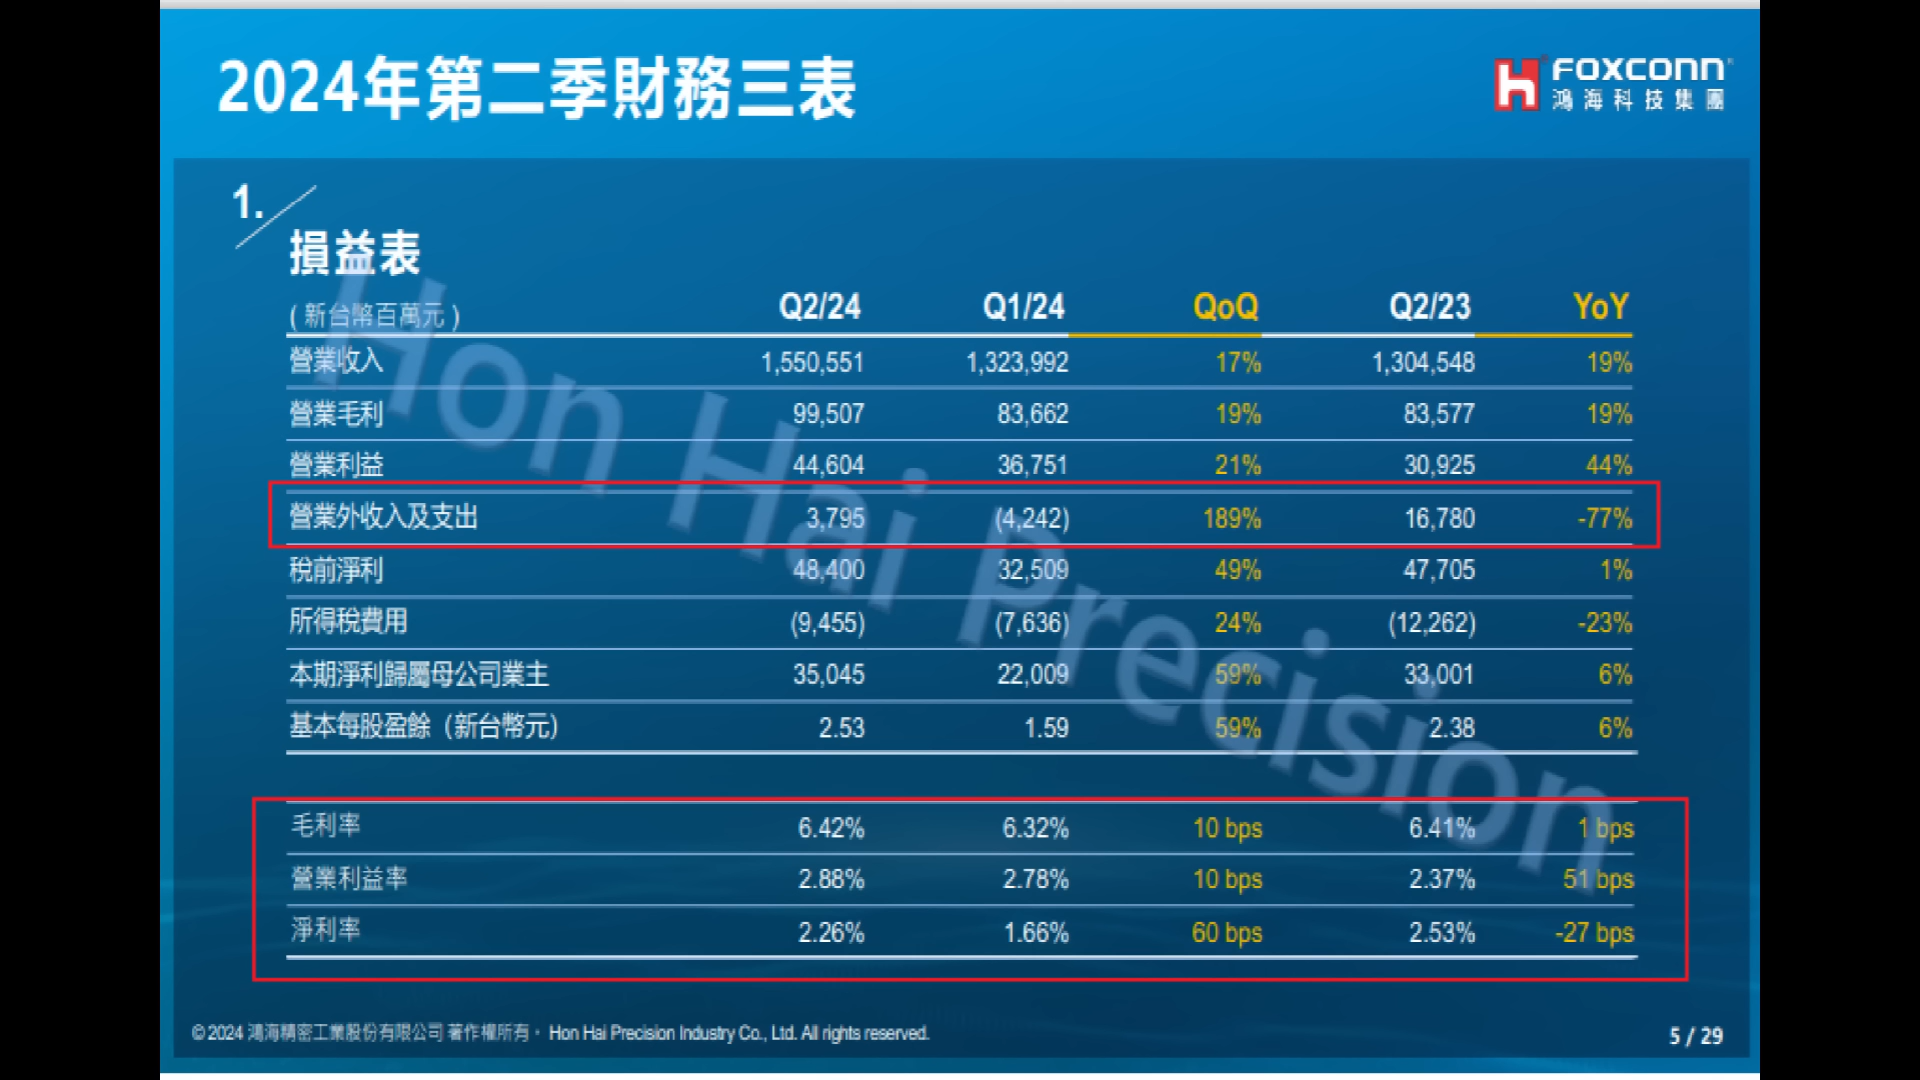 2024年第二季財務三表
FOXCONN
鴻海科技集團
1.
損益表
(新台幣百萬元) Q2/24 Q1/24 QoQ Q2/23 YoY
營業收入 1,550,551 1,323,992 17% 1,304,548 19%
營業毛利 99,507 83,662 19% 83,577 19%
營業利益 44,604 36,751 21% 30,925 44%
營業外收入及支出 3,795 (4,242) 189% 16,780 -77%
稅前淨利 48,400 32,509 49% 47,705 1%
所得稅費用 (9,455) (7,636) 24% (12,262) -23%
本期淨利歸屬母公司業主 35,045 22,009 59% 33,001 6%
基本每股盈餘(新台幣元) 2.53 1.59 59% 2.38 6%
毛利率 6.42% 6.32% 10 bps 6.41% 1 bps
營業利益率 2.88% 2.78% 10 bps 2.37% 51 bps
淨利率 2.26% 1.66% 60 bps 2.53% -27 bps
Hon Hai Precision
© 2024 鴻海精密工業股份有限公司 著作權所有。 Hon Hai Precision Industry Co., Ltd. All rights reserved.
5 / 29